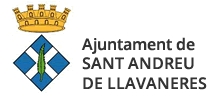 Ajuntament de
SANT ANDREU
DE LLAVANERES